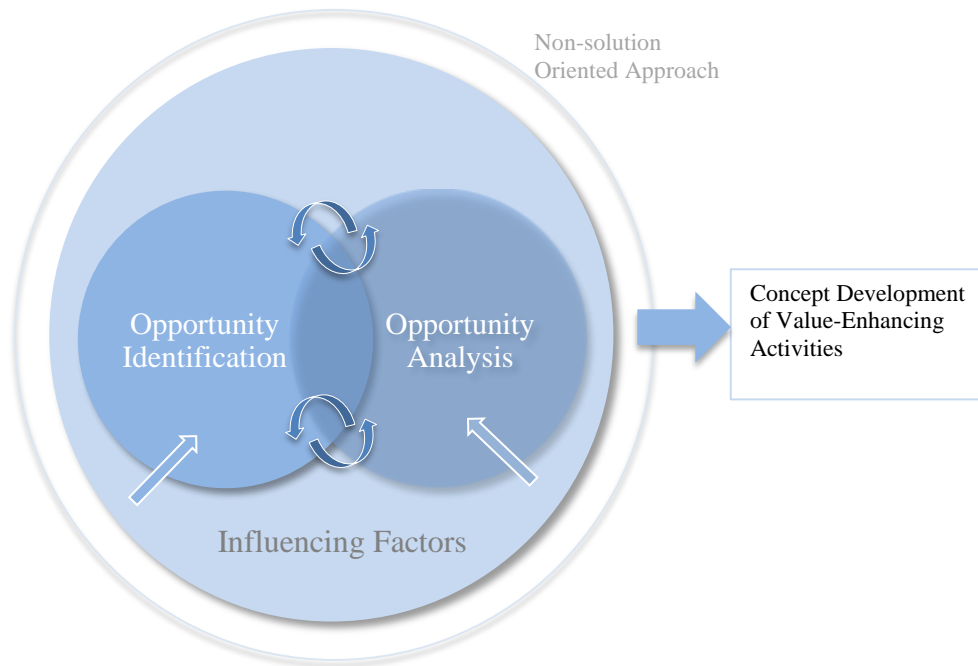 Non-solution
Oriented Approach
Opportunity
Identification
Opportunity
Analysis
Concept Development
of Value-Enhancing
Activities
Influencing Factors